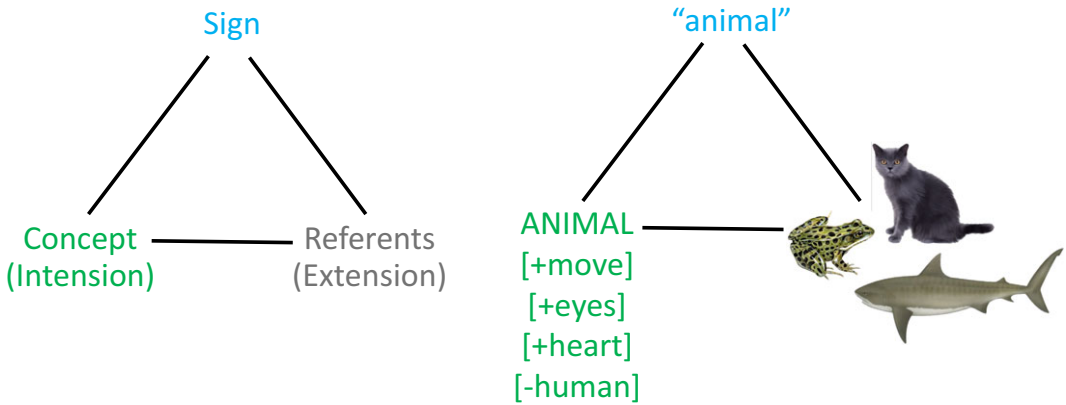 Sign
Concept
(Intension)
Referents
(Extension)
“animal”
ANIMAL
[+move]
[+eyes]
[+heart]
[-human]